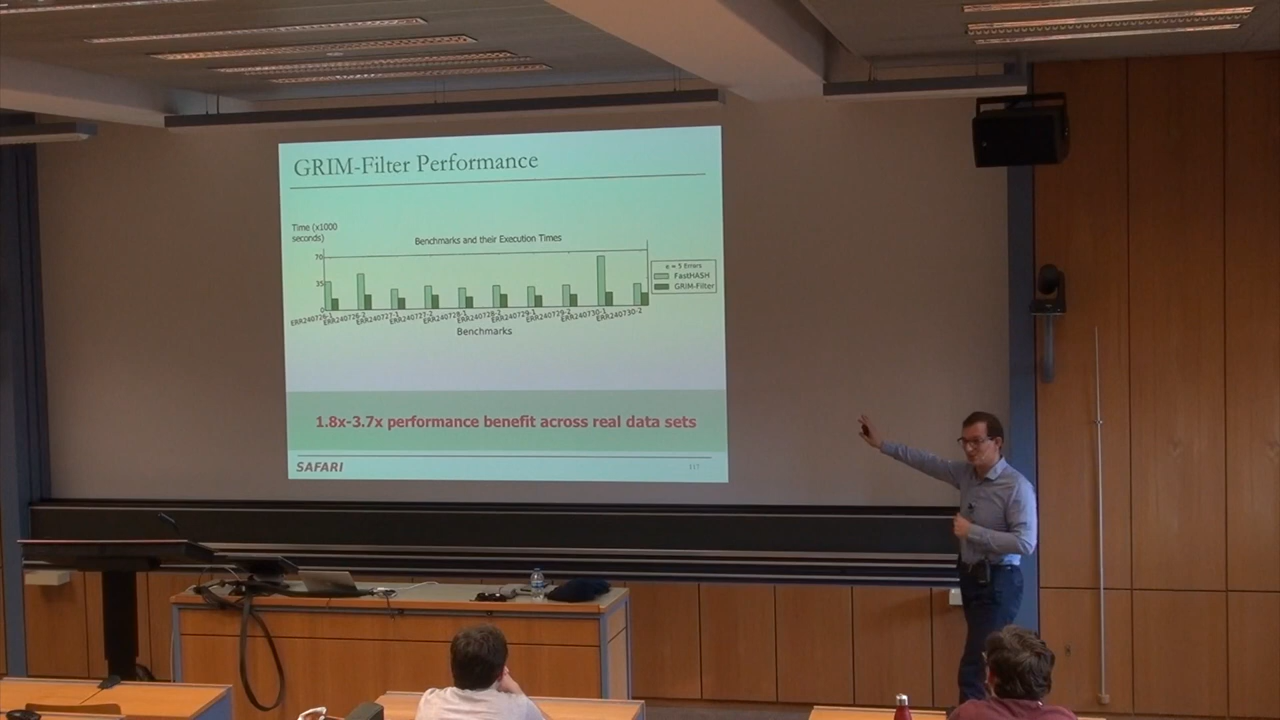 GRIM-Filter Performance
Time (x1000
seconds)
Benchmarks and their Execution Times
70
35
0
e = 5 Errors
FastHASH
GRIM-Filter
ERR240726-1
ERR240726-2
ERR240727-1
ERR240727-2
ERR240728-1
ERR240728-2
ERR240729-1
ERR240729-2
ERR240730-1
ERR240730-2
Benchmarks
1.8x-3.7x performance benefit across real data sets
SAFARI
117